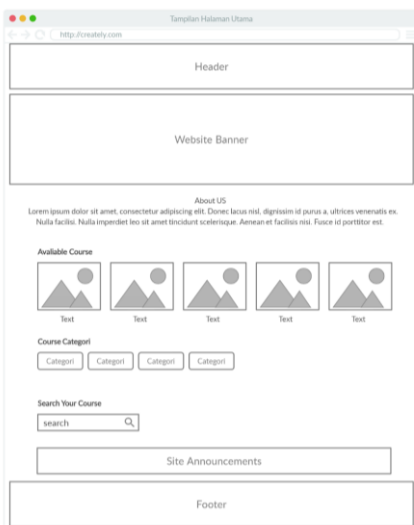 Tampilan Halaman Utama
http://creately.com
Header
Website Banner
About US
Lorem ipsum dolor sit amet, consectetur adipiscing elit. Donec lacus nisl, dignissim id purus a, ultrices venenatis ex.
Nulla facilisi. Nulla imperdiet leo sit amet tincidunt scelerisque. Aenean et facilisis nisi. Fusce id porttitor est.
Available Course
Text Text Text Text Text
Course Categori
Categori Categori Categori Categori
Search Your Course
search
Site Announcements
Footer